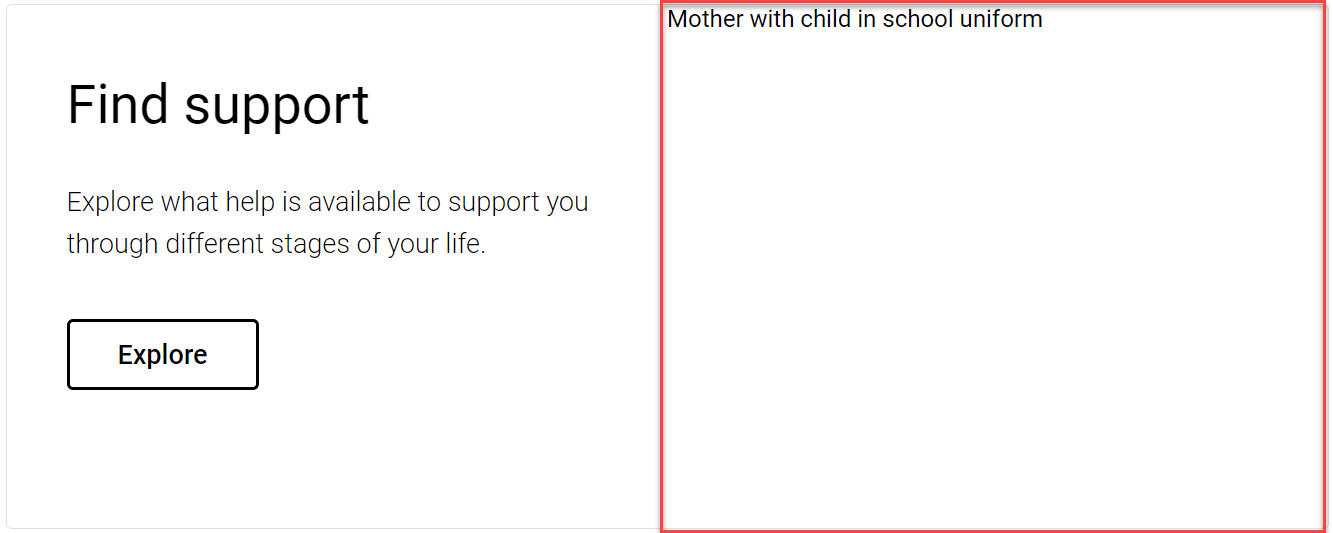 Find support
Explore what help is available to support you
through different stages of your life.
Explore
Mother with child in school uniform